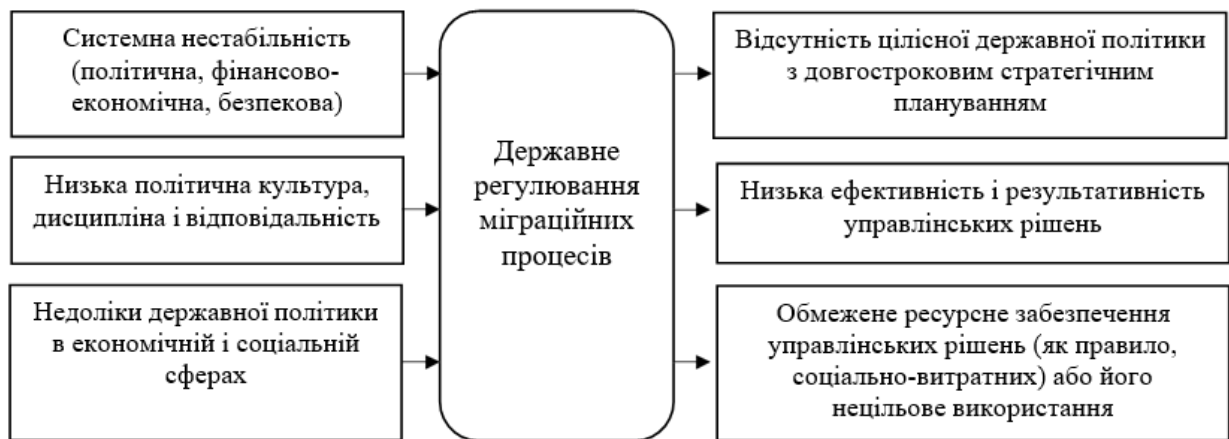 Системна нестабільність
(політична, фінансово-
економічна, безпекова)
Низька політична культура,
дисципліна і відповідальність
Недоліки державної політики
в економічній і соціальній
сферах
Державне
регулювання
міграційних
процесів
Відсутність цілісної державної політики
з довгостроковим стратегічним
плануванням
Низька ефективність і результативність
управлінських рішень
Обмежене ресурсне забезпечення
управлінських рішень (як правило,
соціально-витратних) або його
нецільове використання